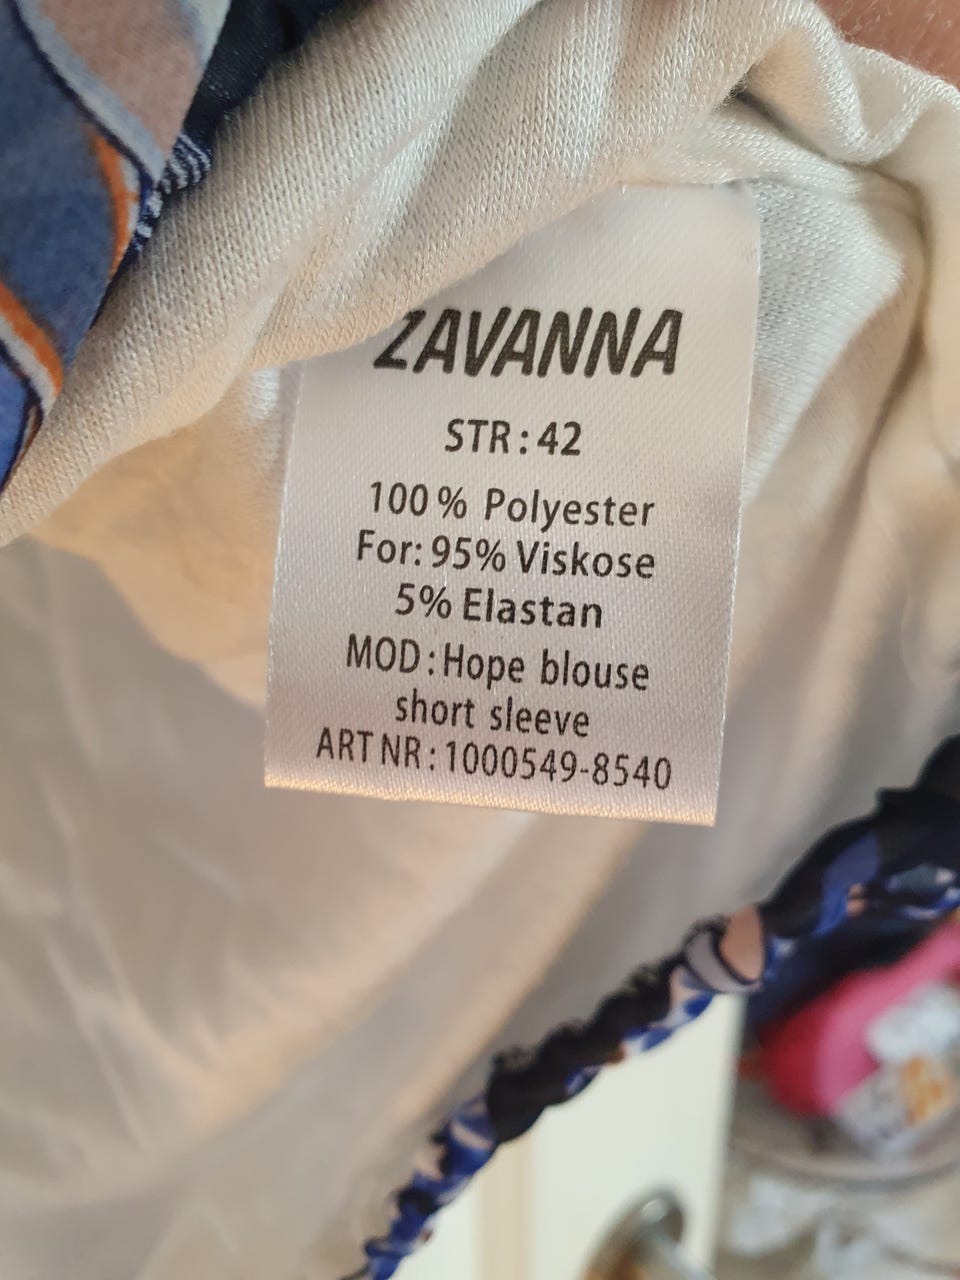 ZAVANNA
STR: 42
100% Polyester
For: 95% Viskose
5% Elastan
MOD: Hope blouse
short sleeve
ART NR: 1000549-8540